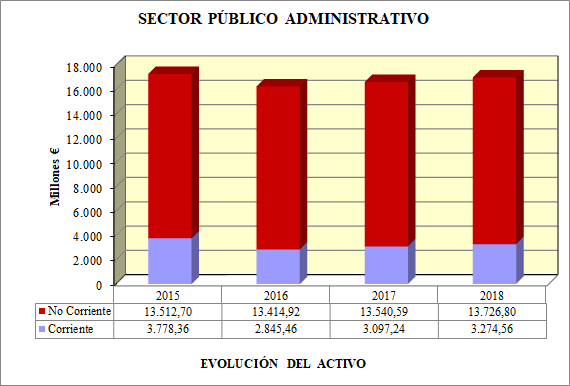 SECTOR PÚBLICO ADMINISTRATIVO
18.000
16.000
14.000
12.000
10.000
8.000
6.000
4.000
2.000
0
Millones €
2015 2016 2017 2018
No Corriente 13.512,70 13.414,92 13.540,59 13.726,80
Corriente 3.778,36 2.845,46 3.097,24 3.274,56
EVOLUCIÓN DEL ACTIVO